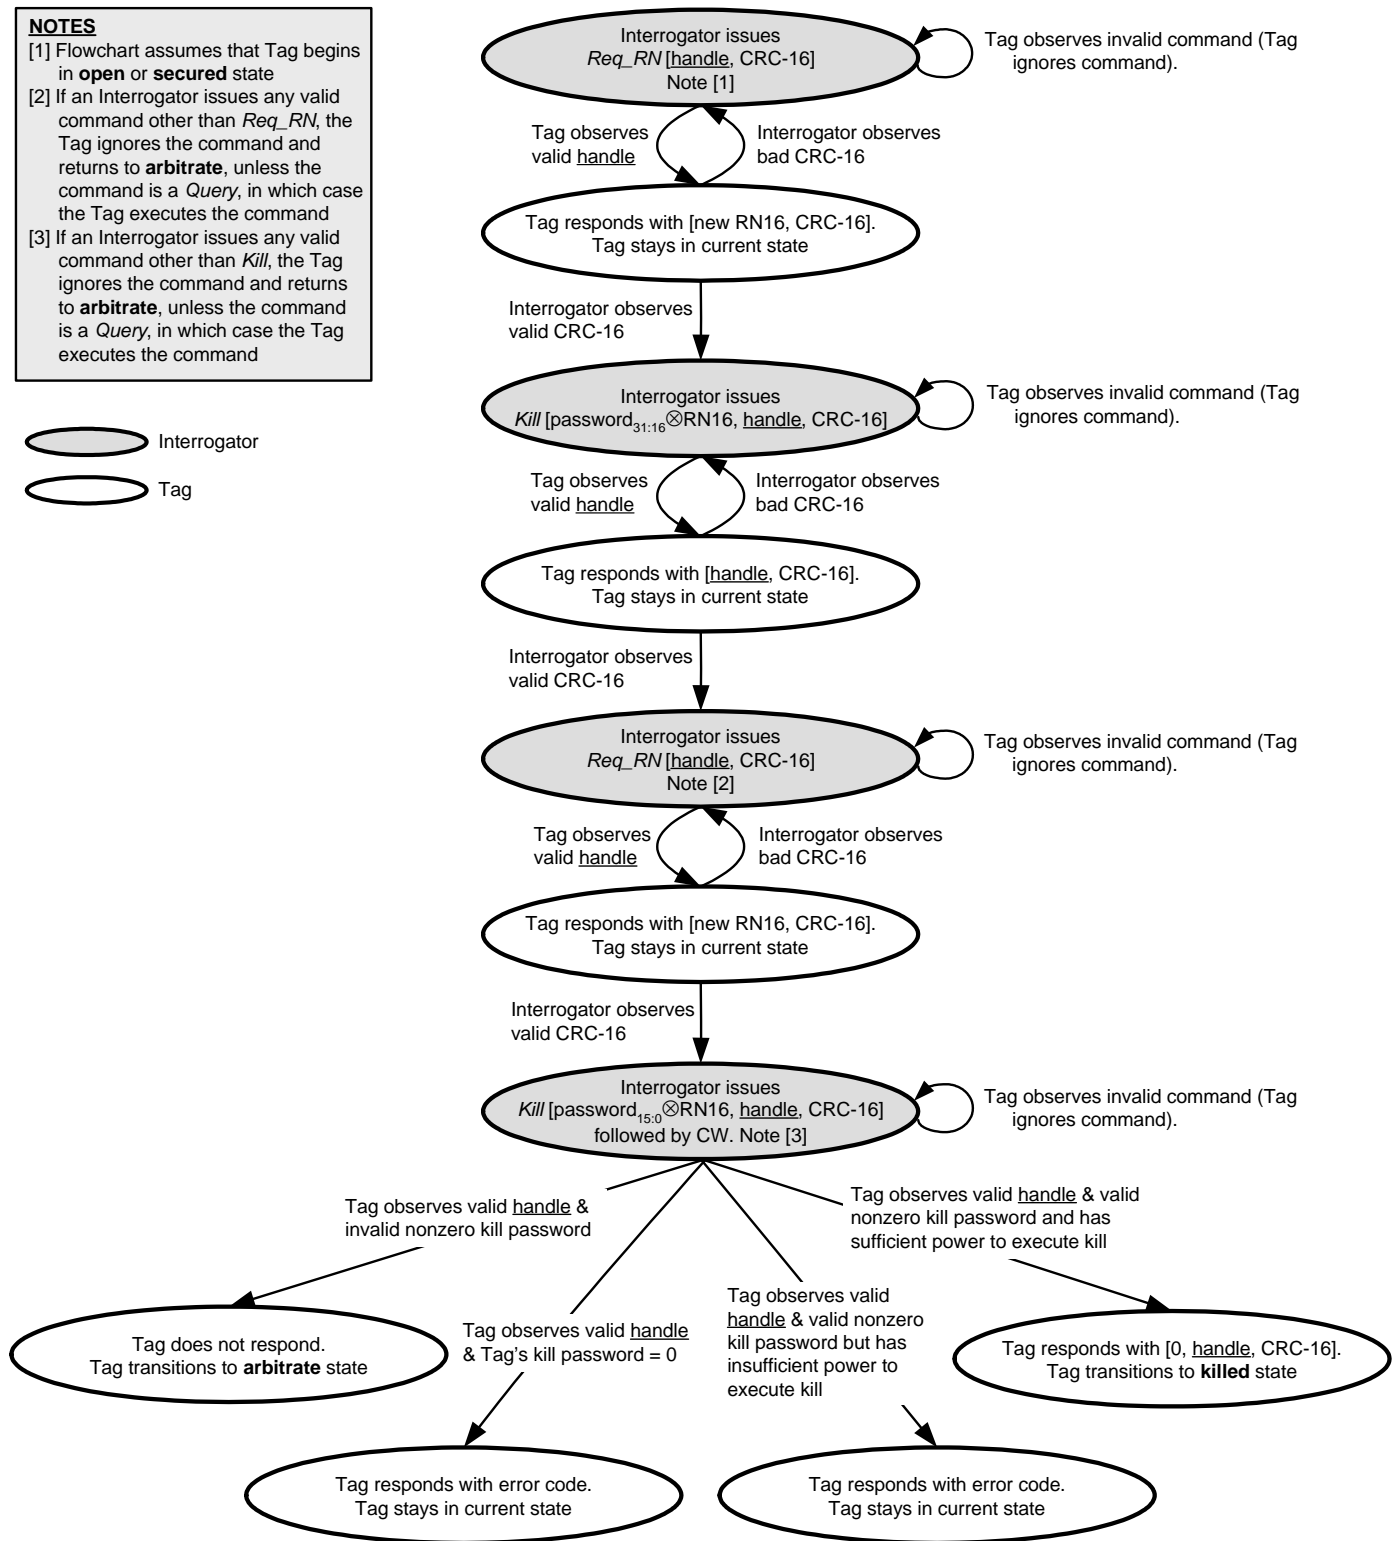 NOTES
[1] Flowchart assumes that Tag begins
in open or secured state
[2] If an Interrogator issues any valid
command other than Req_RN, the
Tag ignores the command and
returns to arbitrate, unless the
command is a Query, in which case
the Tag executes the command
[3] If an Interrogator issues any valid
command other than Kill, the Tag
ignores the command and returns
to arbitrate, unless the command
is a Query, in which case the Tag
executes the command
Interrogator
Tag
Interrogator issues
Req_RN [handle, CRC-16]
Note [1]
Tag observes invalid command (Tag
ignores command).
Tag observes
valid handle
Interrogator observes
bad CRC-16
Tag responds with [new RN16, CRC-16].
Tag stays in current state
Interrogator observes
valid CRC-16
Interrogator issues
Kill [password31:16⊗RN16, handle, CRC-16]
Tag observes invalid command (Tag
ignores command).
Tag observes
valid handle
Interrogator observes
bad CRC-16
Tag responds with [handle, CRC-16].
Tag stays in current state
Interrogator observes
valid CRC-16
Interrogator issues
Req_RN [handle, CRC-16]
Note [2]
Tag observes invalid command (Tag
ignores command).
Tag observes
valid handle
Interrogator observes
bad CRC-16
Tag responds with [new RN16, CRC-16].
Tag stays in current state
Interrogator observes
valid CRC-16
Interrogator issues
Kill [password15:0⊗RN16, handle, CRC-16]
followed by CW. Note [3]
Tag observes invalid command (Tag
ignores command).
Tag observes valid handle &
invalid nonzero kill password
Tag observes valid handle
& Tag's kill password = 0
Tag observes valid
handle & valid nonzero
kill password but has
insufficient power to
execute kill
Tag observes valid handle & valid
nonzero kill password and has
sufficient power to execute kill
Tag does not respond.
Tag transitions to arbitrate state
Tag responds with [0, handle, CRC-16].
Tag transitions to killed state
Tag responds with error code.
Tag stays in current state
Tag responds with error code.
Tag stays in current state